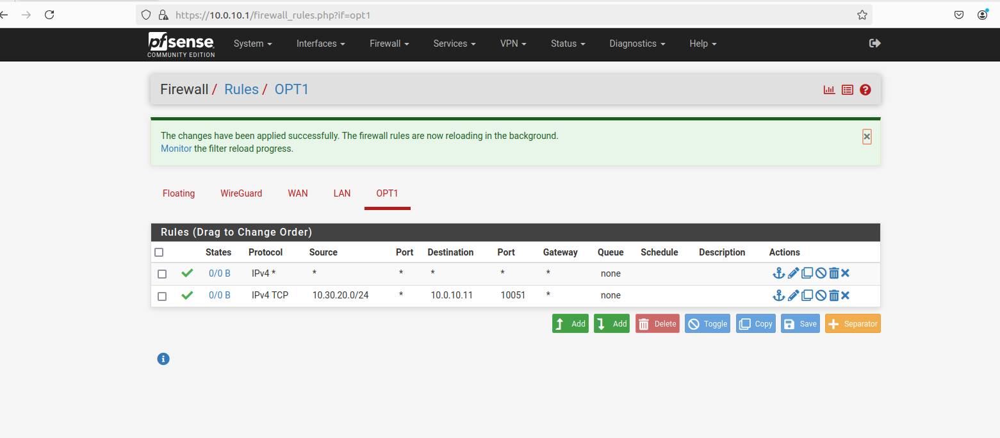 https://10.0.10.1/firewall_rules.php?if=opt1
pfsense
COMMUNITY EDITION
System Interfaces Firewall Services VPN Status Diagnostics Help
Firewall / Rules / OPT1
The changes have been applied successfully. The firewall rules are now reloading in the background.
Monitor the filter reload progress.
Floating WireGuard WAN LAN OPT1
Rules (Drag to Change Order)
States Protocol Source Port Destination Port Gateway Queue Schedule Description Actions
0/0 B IPv4 * * * * * * none
0/0 B IPv4 TCP 10.30.20.0/24 * 10.0.10.11 10051 * none
Add Add Delete Toggle Copy Save Separator